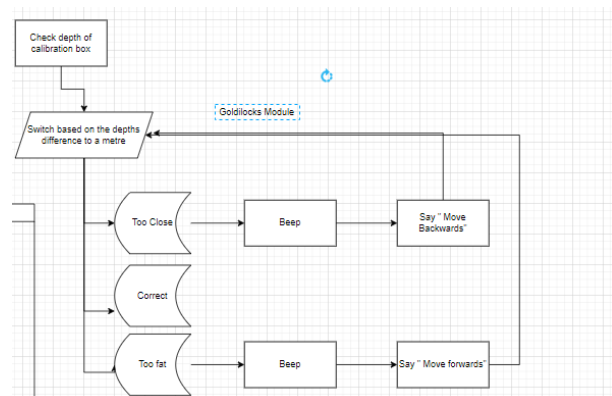 Check depth of
calibration box
Goldilocks Module
Switch based on the depths
difference to a metre
Too Close
Beep
Say " Move
Backwards"
Correct
Too fat
Beep
Say " Move forwards"